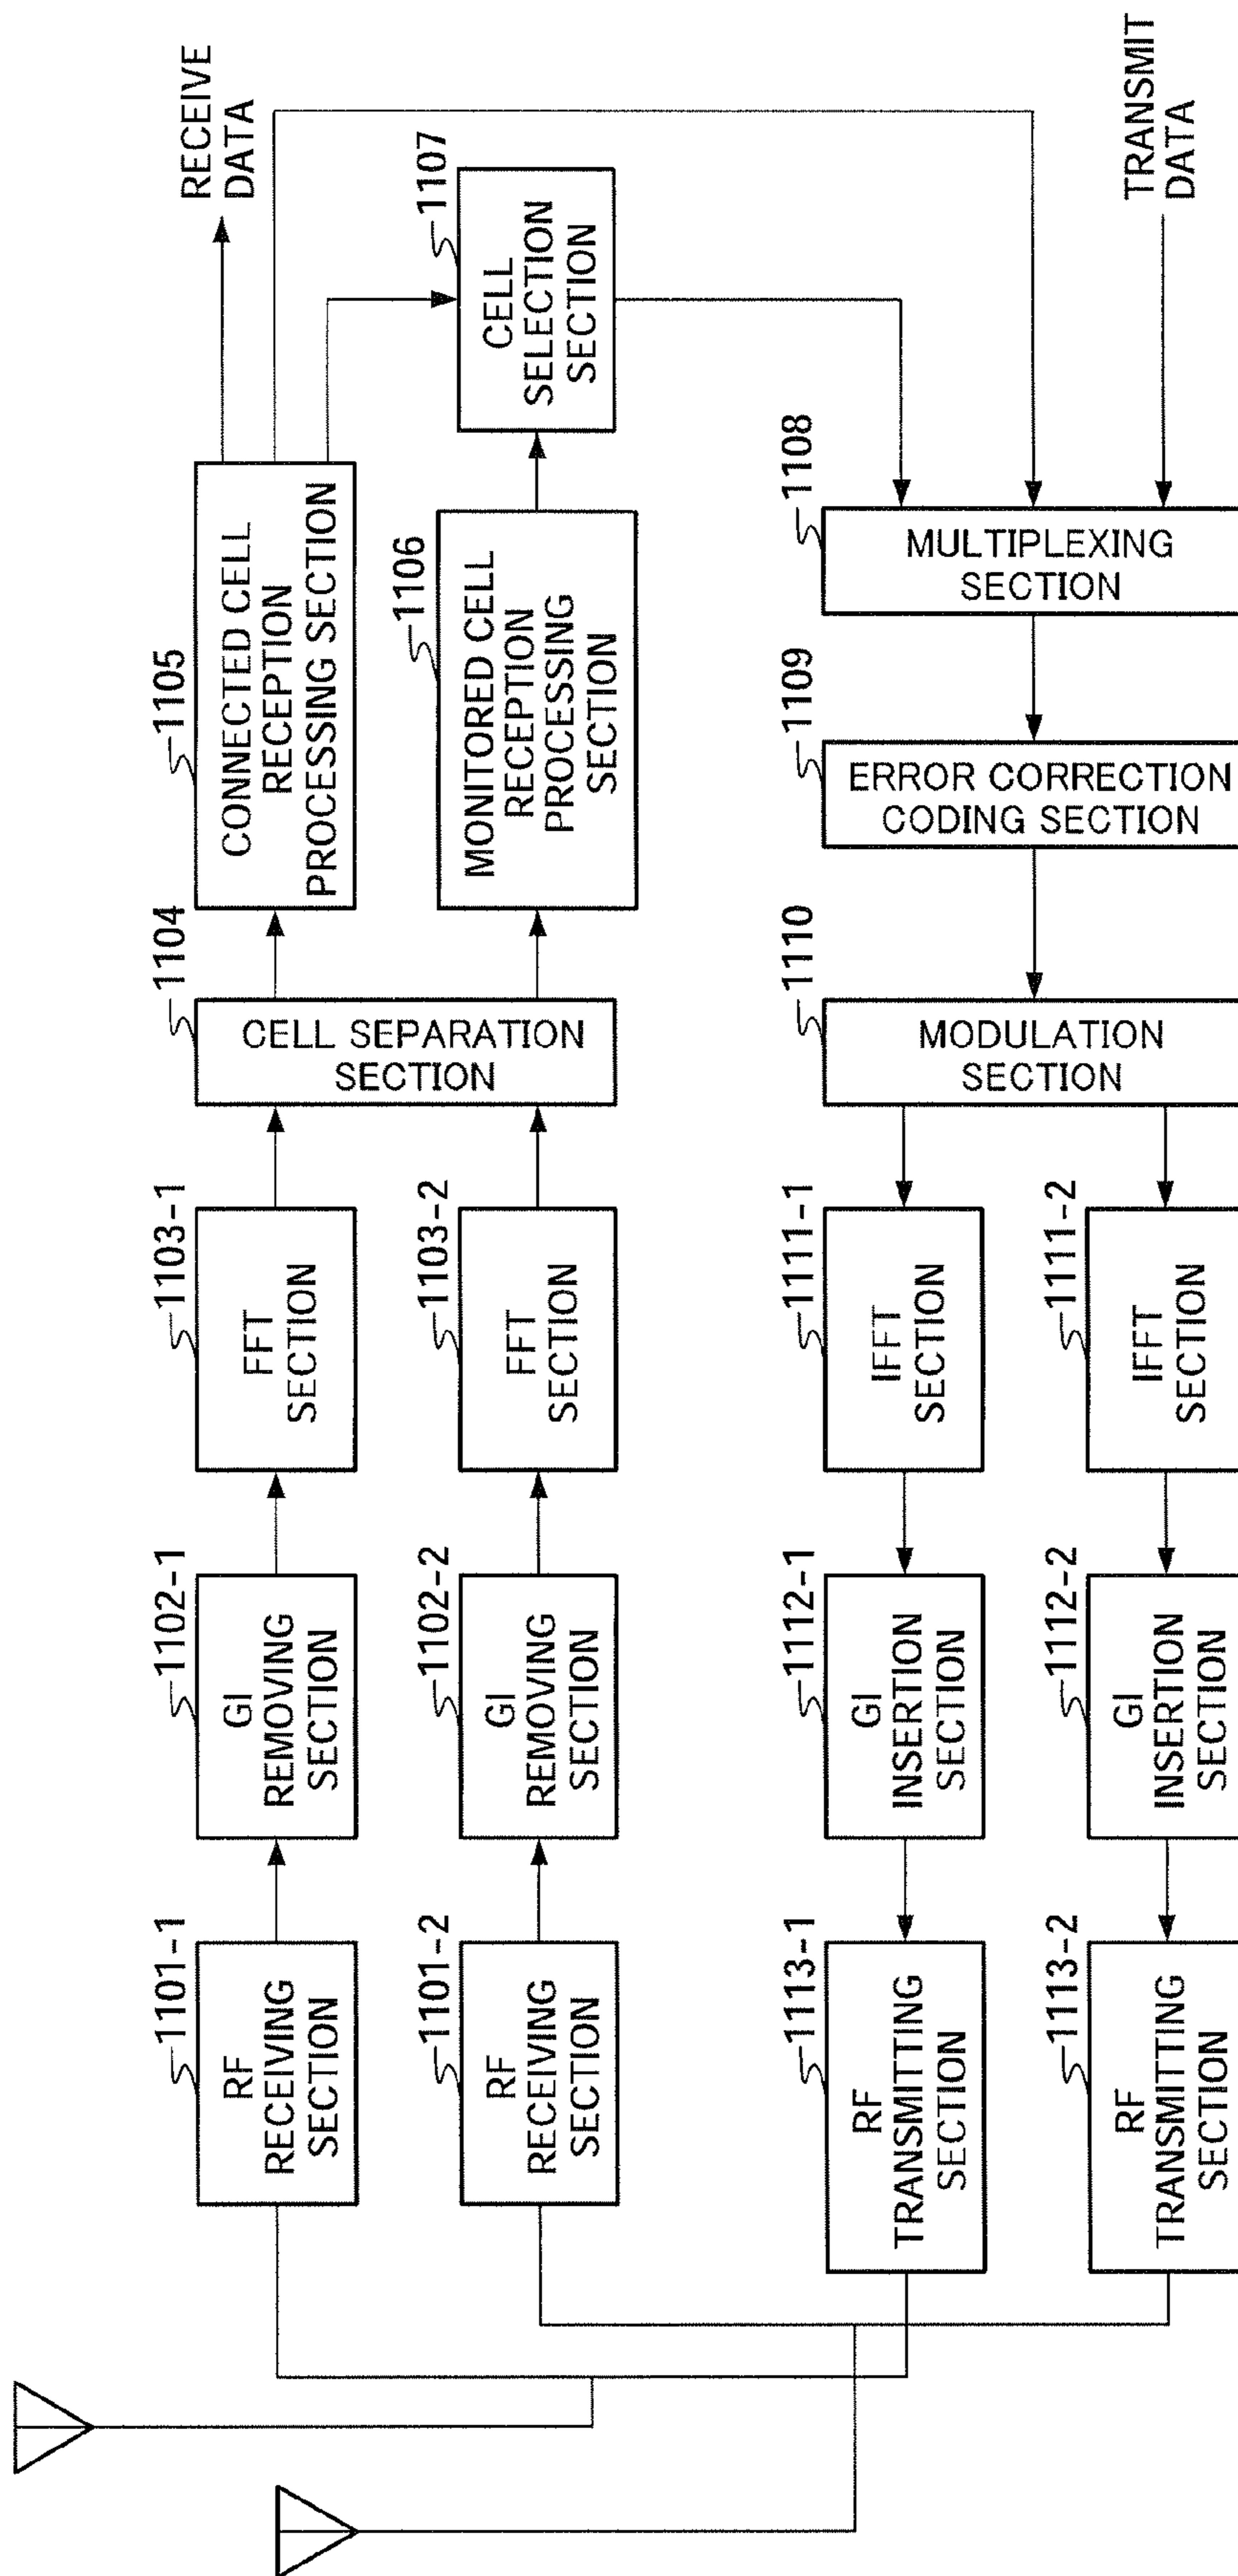 1101-1
RF
RECEIVING
SECTION
1102-1
GI
REMOVING
SECTION
1103-1
FFT
SECTION
1104
CELL SEPARATION
SECTION
1105
CONNECTED CELL
RECEPTION
PROCESSING SECTION
RECEIVE
DATA
1101-2
RF
RECEIVING
SECTION
1102-2
GI
REMOVING
SECTION
1103-2
FFT
SECTION
1106
MONITORED CELL
RECEPTION
PROCESSING
SECTION
1107
CELL
SELECTION
SECTION
1113-1
RF
TRANSMITTING
SECTION
1112-1
GI
INSERTION
SECTION
1111-1
IFFT
SECTION
1110
MODULATION
SECTION
1109
ERROR CORRECTION
CODING SECTION
1108
MULTIPLEXING
SECTION
TRANSMIT
DATA
1113-2
RF
TRANSMITTING
SECTION
1112-2
GI
INSERTION
SECTION
1111-2
IFFT
SECTION